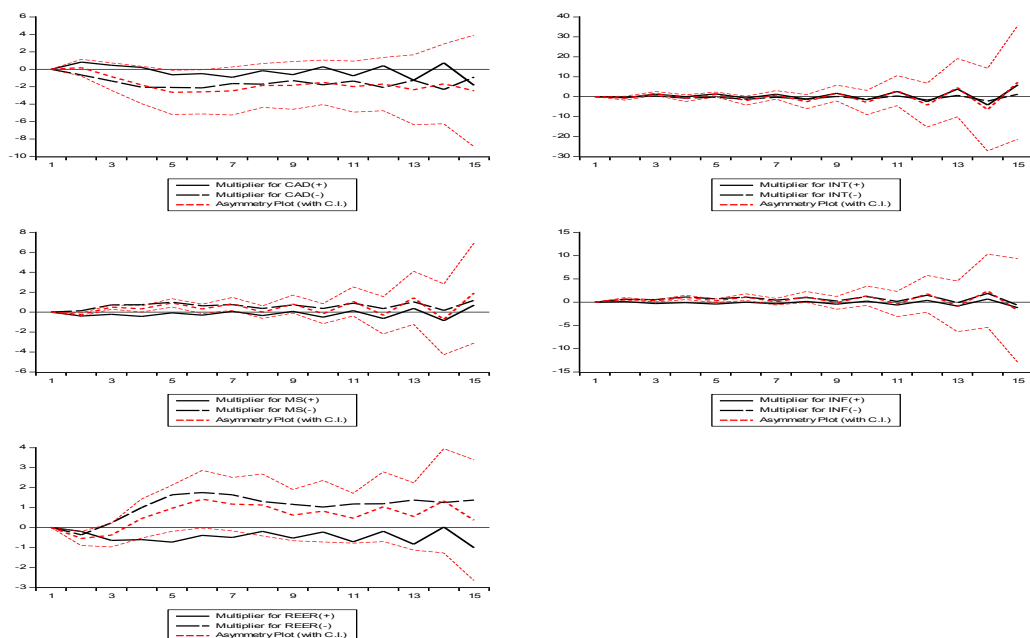 6
4
2
0
-2
-4
-6
-8
-10
1 3 5 7 9 11 13 15
Multiplier for CAD(+)
Multiplier for CAD(-)
Asymmetry Plot (with C.I.)
40
30
20
10
0
-10
-20
-30
1 3 5 7 9 11 13 15
Multiplier for INT(+)
Multiplier for INT(-)
Asymmetry Plot (with C.I.)
8
6
4
2
0
-2
-4
-6
1 3 5 7 9 11 13 15
Multiplier for MS(+)
Multiplier for MS(-)
Asymmetry Plot (with C.I.)
15
10
5
0
-5
-10
-15
1 3 5 7 9 11 13 15
Multiplier for INF(+)
Multiplier for INF(-)
Asymmetry Plot (with C.I.)
4
3
2
1
0
-1
-2
-3
1 3 5 7 9 11 13 15
Multiplier for REER(+)
Multiplier for REER(-)
Asymmetry Plot (with C.I.)